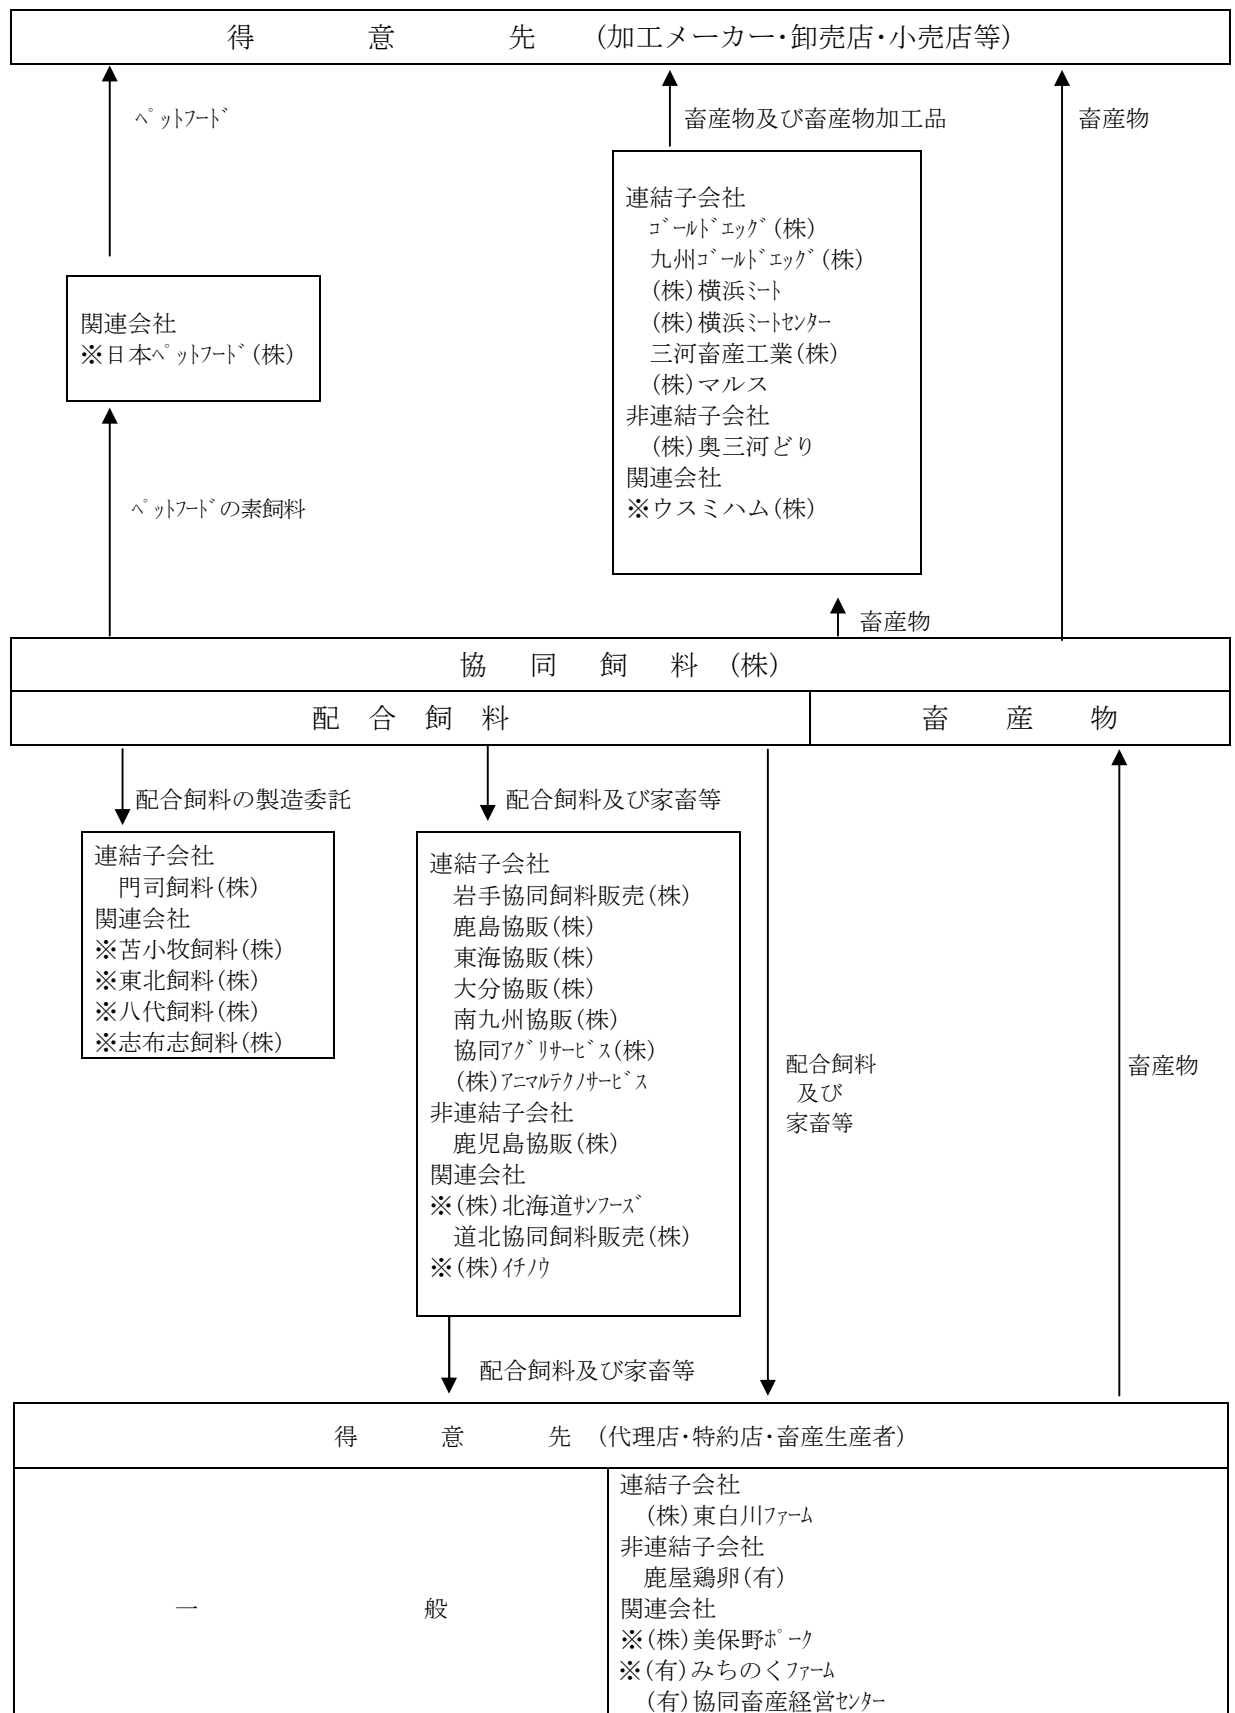 得意先 (加工メーカー・卸売店・小売店等)
ﾍﾟｯﾄﾌｰﾄﾞ
畜産物及び畜産物加工品
畜産物
連結子会社
ｺﾞｰﾙﾄﾞｴｯｸﾞ(株)
九州ｺﾞｰﾙﾄﾞｴｯｸﾞ(株)
(株)横浜ﾐｰﾄ
(株)横浜ﾐｰﾄｾﾝﾀｰ
三河畜産工業(株)
(株)マルス
非連結子会社
(株)奥三河どり
関連会社
※ウスミハム(株)
関連会社
※日本ﾍﾟｯﾄﾌｰﾄﾞ(株)
ﾍﾟｯﾄﾌｰﾄﾞの素飼料
畜産物
協同飼料(株)
配合飼料
畜産物
配合飼料の製造委託
配合飼料及び家畜等
連結子会社
門司飼料(株)
関連会社
※苫小牧飼料(株)
※東北飼料(株)
※八代飼料(株)
※志布志飼料(株)
連結子会社
岩手協同飼料販売(株)
鹿島協販(株)
東海協販(株)
大分協販(株)
南九州協販(株)
協同ｱｸﾞﾘｻｰﾋﾞｽ(株)
(株)ｱﾆﾏﾙﾃｸﾉｻｰﾋﾞｽ
非連結子会社
鹿児島協販(株)
関連会社
※(株)北海道ｻﾝﾌｰｽﾞ
道北協同飼料販売(株)
※(株)ｲﾁﾉｳ
配合飼料
及び
家畜等
畜産物
配合飼料及び家畜等
得意先 (代理店・特約店・畜産生産者)
一般
連結子会社
(株)東白川ﾌｧｰﾑ
非連結子会社
鹿屋鶏卵(有)
関連会社
※(株)美保野ﾎﾟｰｸ
※(有)みちのくﾌｧｰﾑ
(有)協同畜産経営ｾﾝﾀｰ